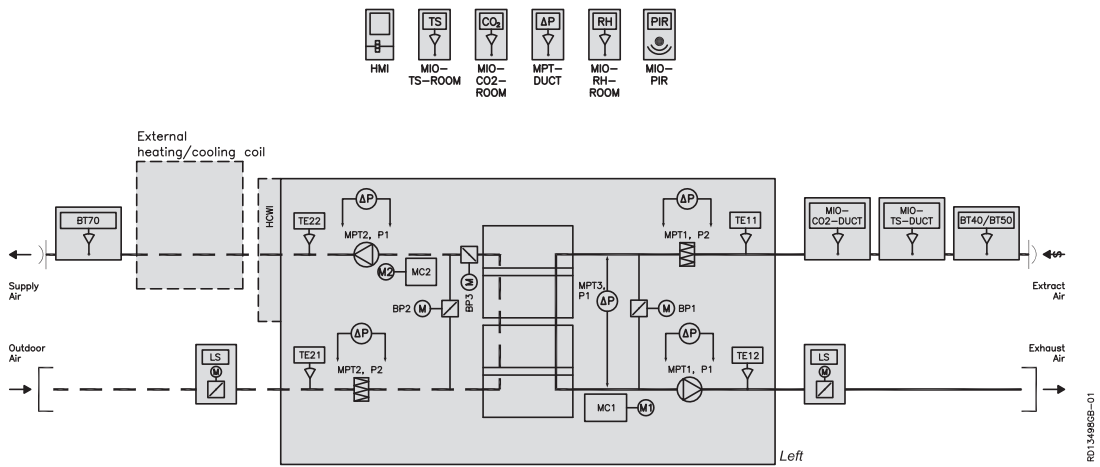 TS
CO₂
ΔP
RH
PIR
HMI
MIO-
TS-ROOM
MIO-
CO2-
ROOM
MPT-
DUCT
MIO-
RH-
ROOM
MIO-
PIR
External
heating/cooling coil
BT70
HCWI
TE22
ΔP
MPT2, P1
M2
MC2
M
BP3
BP2
M
ΔP
MPT1, P2
TE11
MIO-
CO2-DUCT
MIO-
TS-DUCT
BT40/BT50
MPT3,
P1
ΔP
M
BP1
Supply
Air
Extract
Air
Outdoor
Air
LS
M
TE21
ΔP
MPT2, P2
MC1
M1
ΔP
MPT1, P1
TE12
LS
M
Exhaust
Air
Left
RD13498GB-01